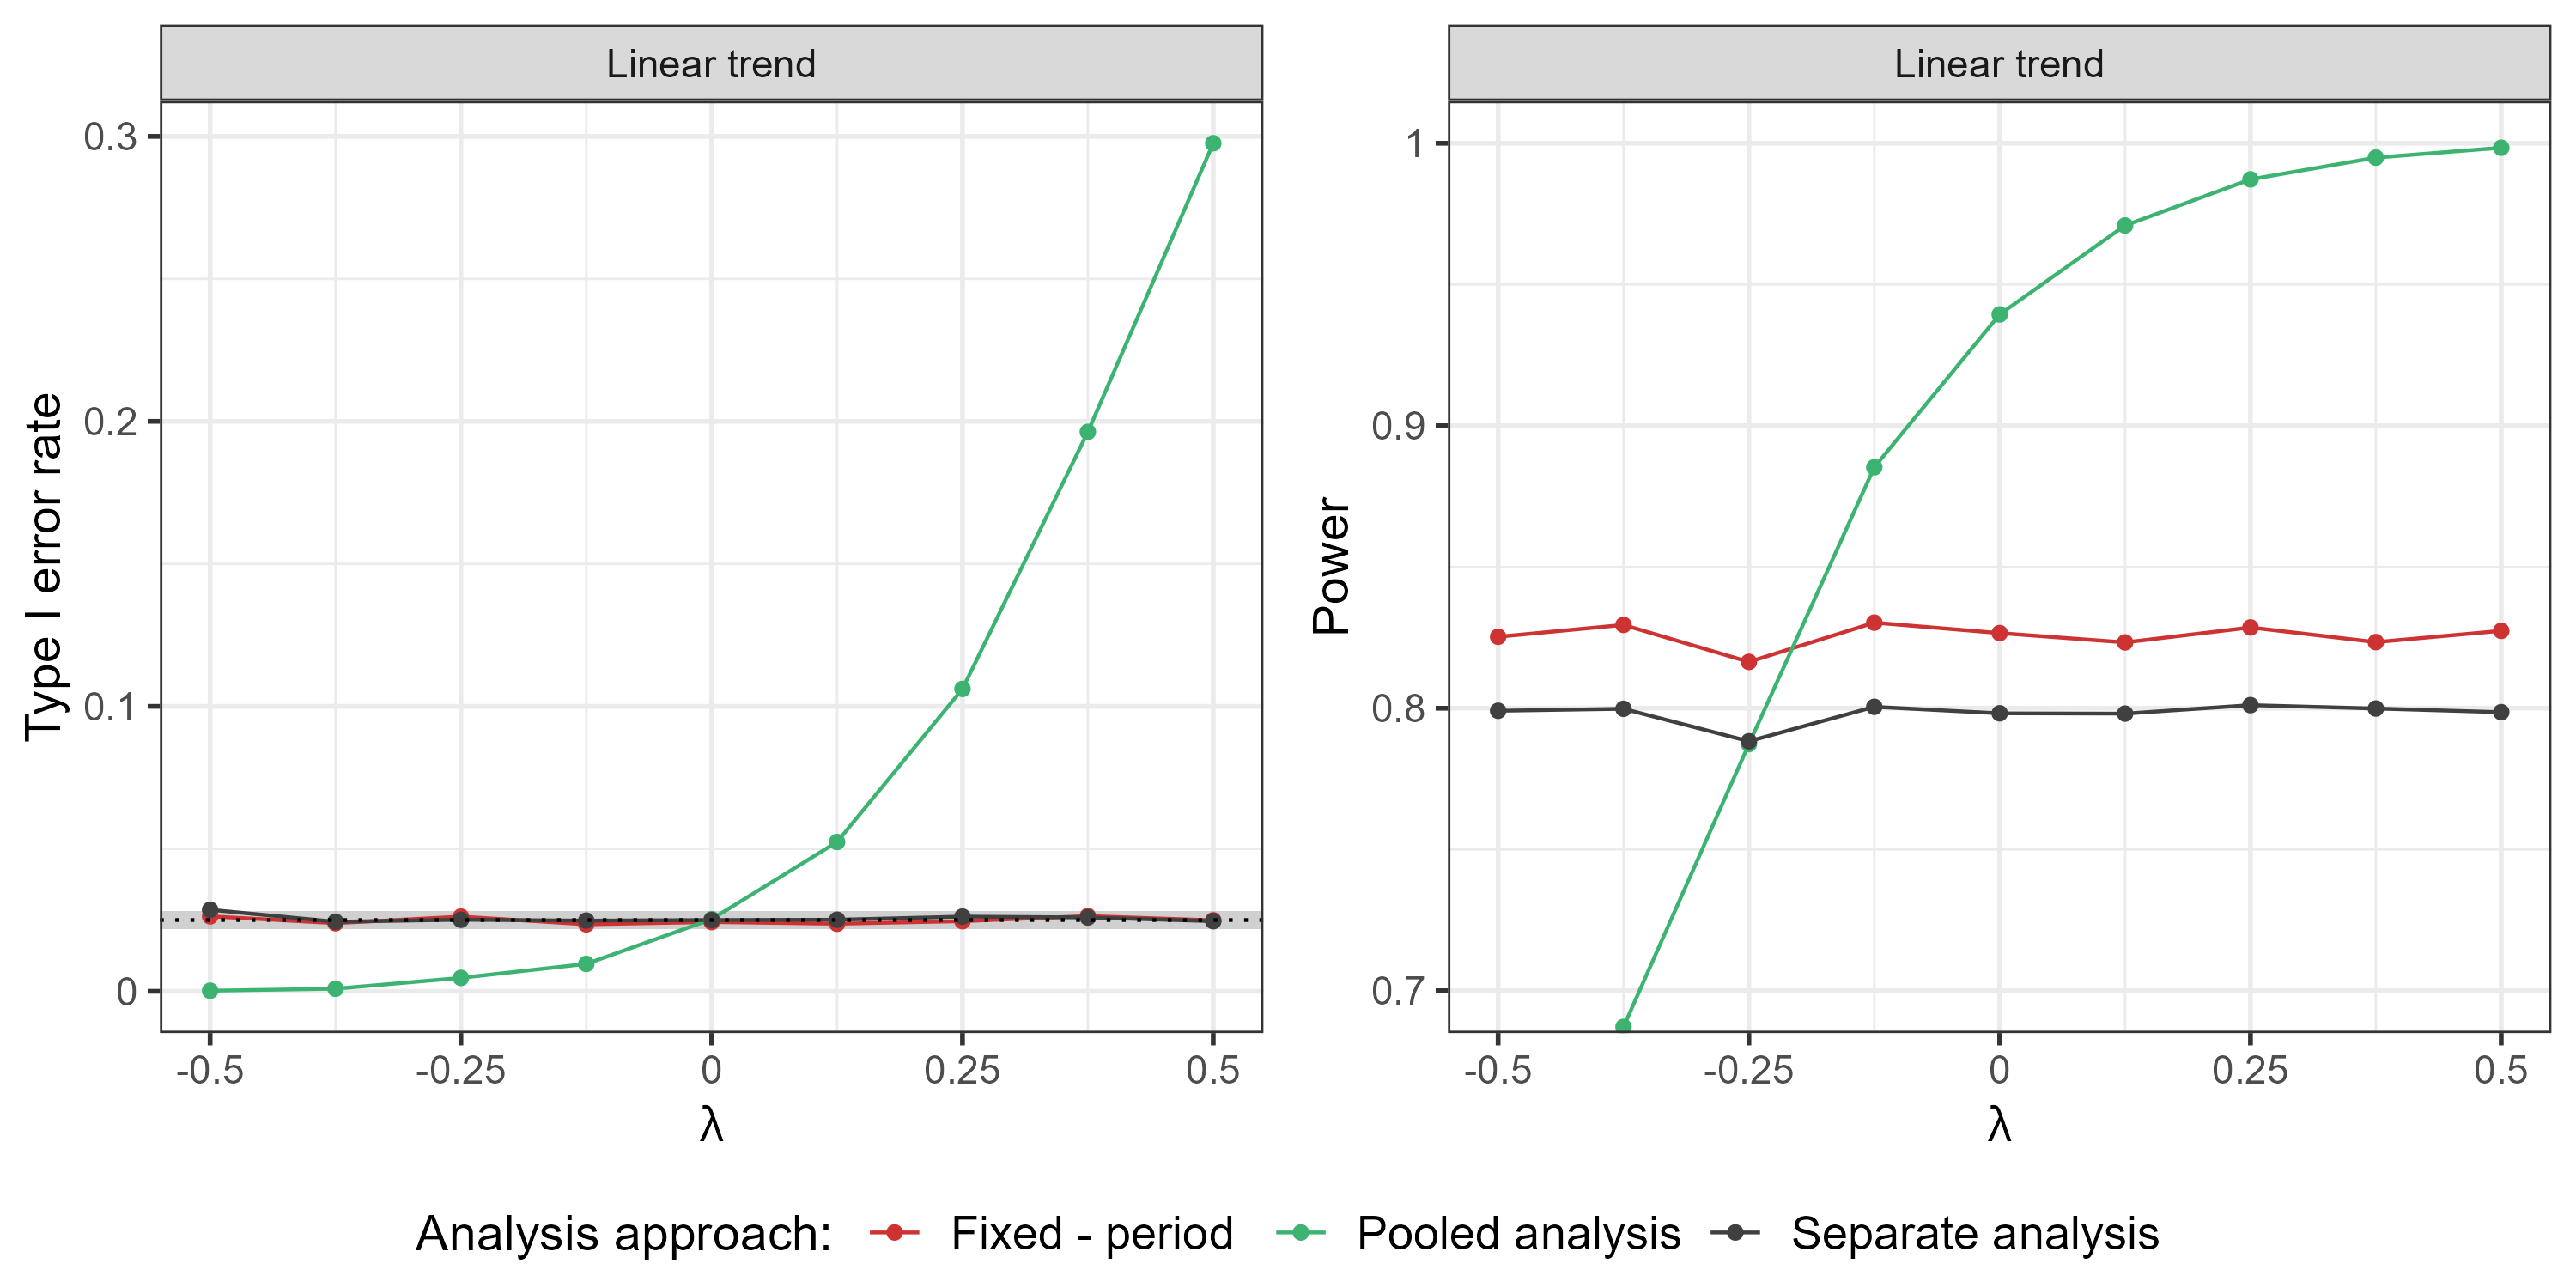 Linear trend
Type I error rate
0.3
0.2
0.1
0
-0.5 -0.25 0 0.25 0.5
λ
Linear trend
Power
1
0.9
0.8
0.7
-0.5 -0.25 0 0.25 0.5
λ
Analysis approach: Fixed - period Pooled analysis Separate analysis